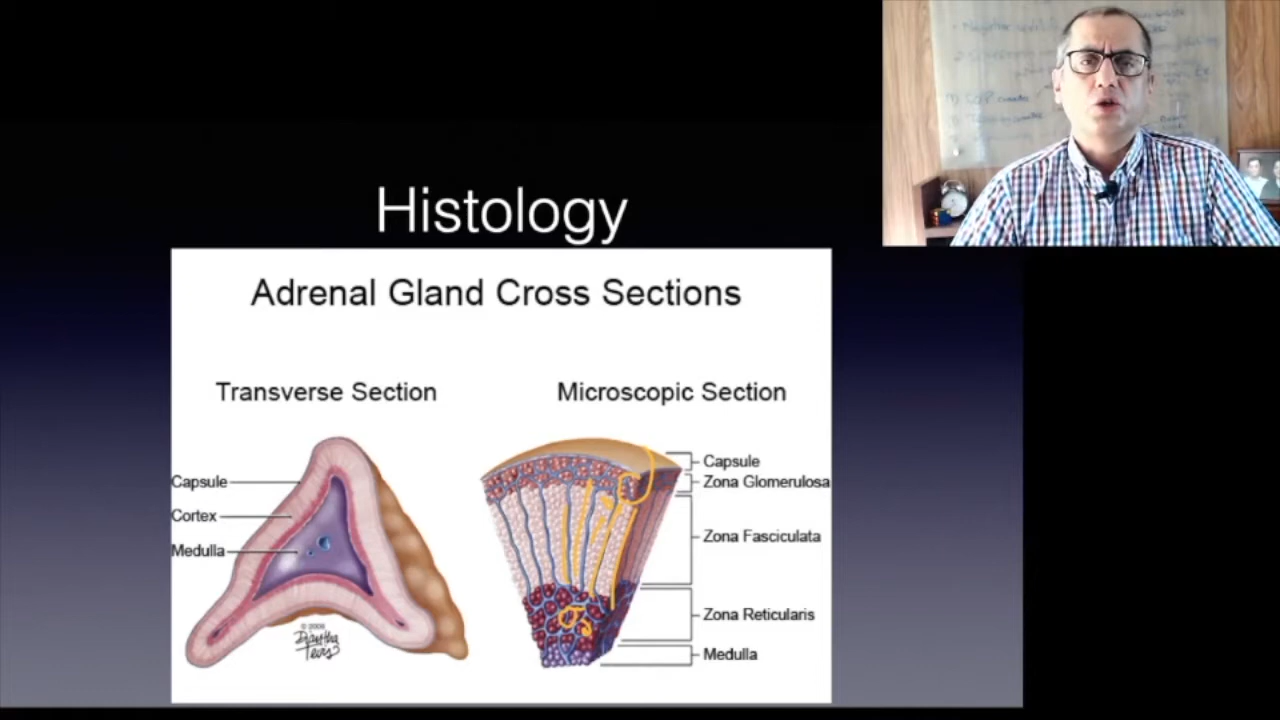 Histology
Adrenal Gland Cross Sections
Transverse Section
Microscopic Section
Capsule
Cortex
Medulla
© 2009
Capsule
Zona Glomerulosa
Zona Fasciculata
Zona Reticularis
Medulla